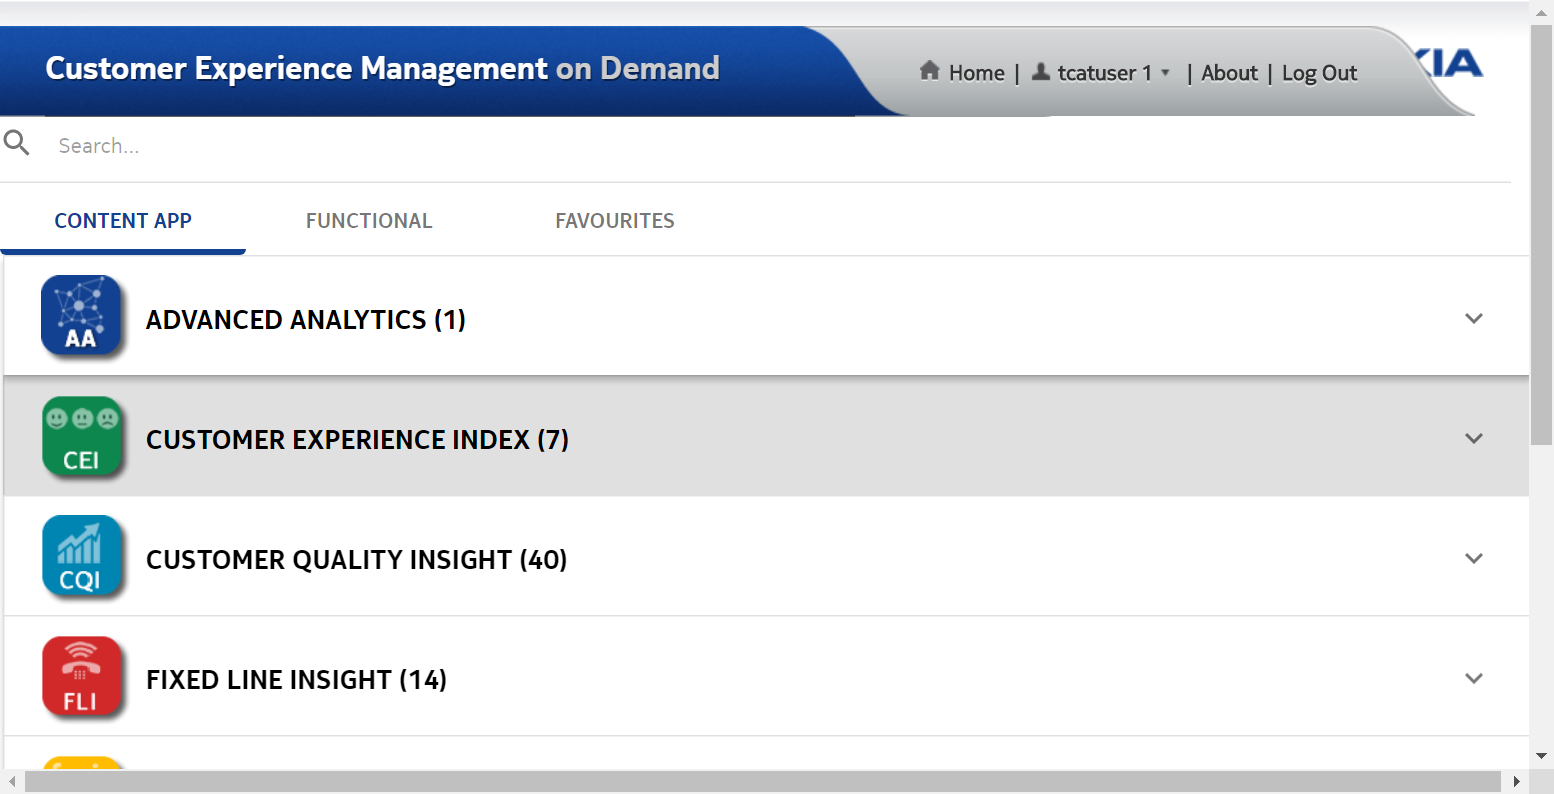 Customer Experience Management on Demand
Home | tcatuser 1 | About | Log Out
Search...
CONTENT APP FUNCTIONAL FAVOURITES
AA
ADVANCED ANALYTICS (1)
CEI
CUSTOMER EXPERIENCE INDEX (7)
CQI
CUSTOMER QUALITY INSIGHT (40)
FLI
FIXED LINE INSIGHT (14)